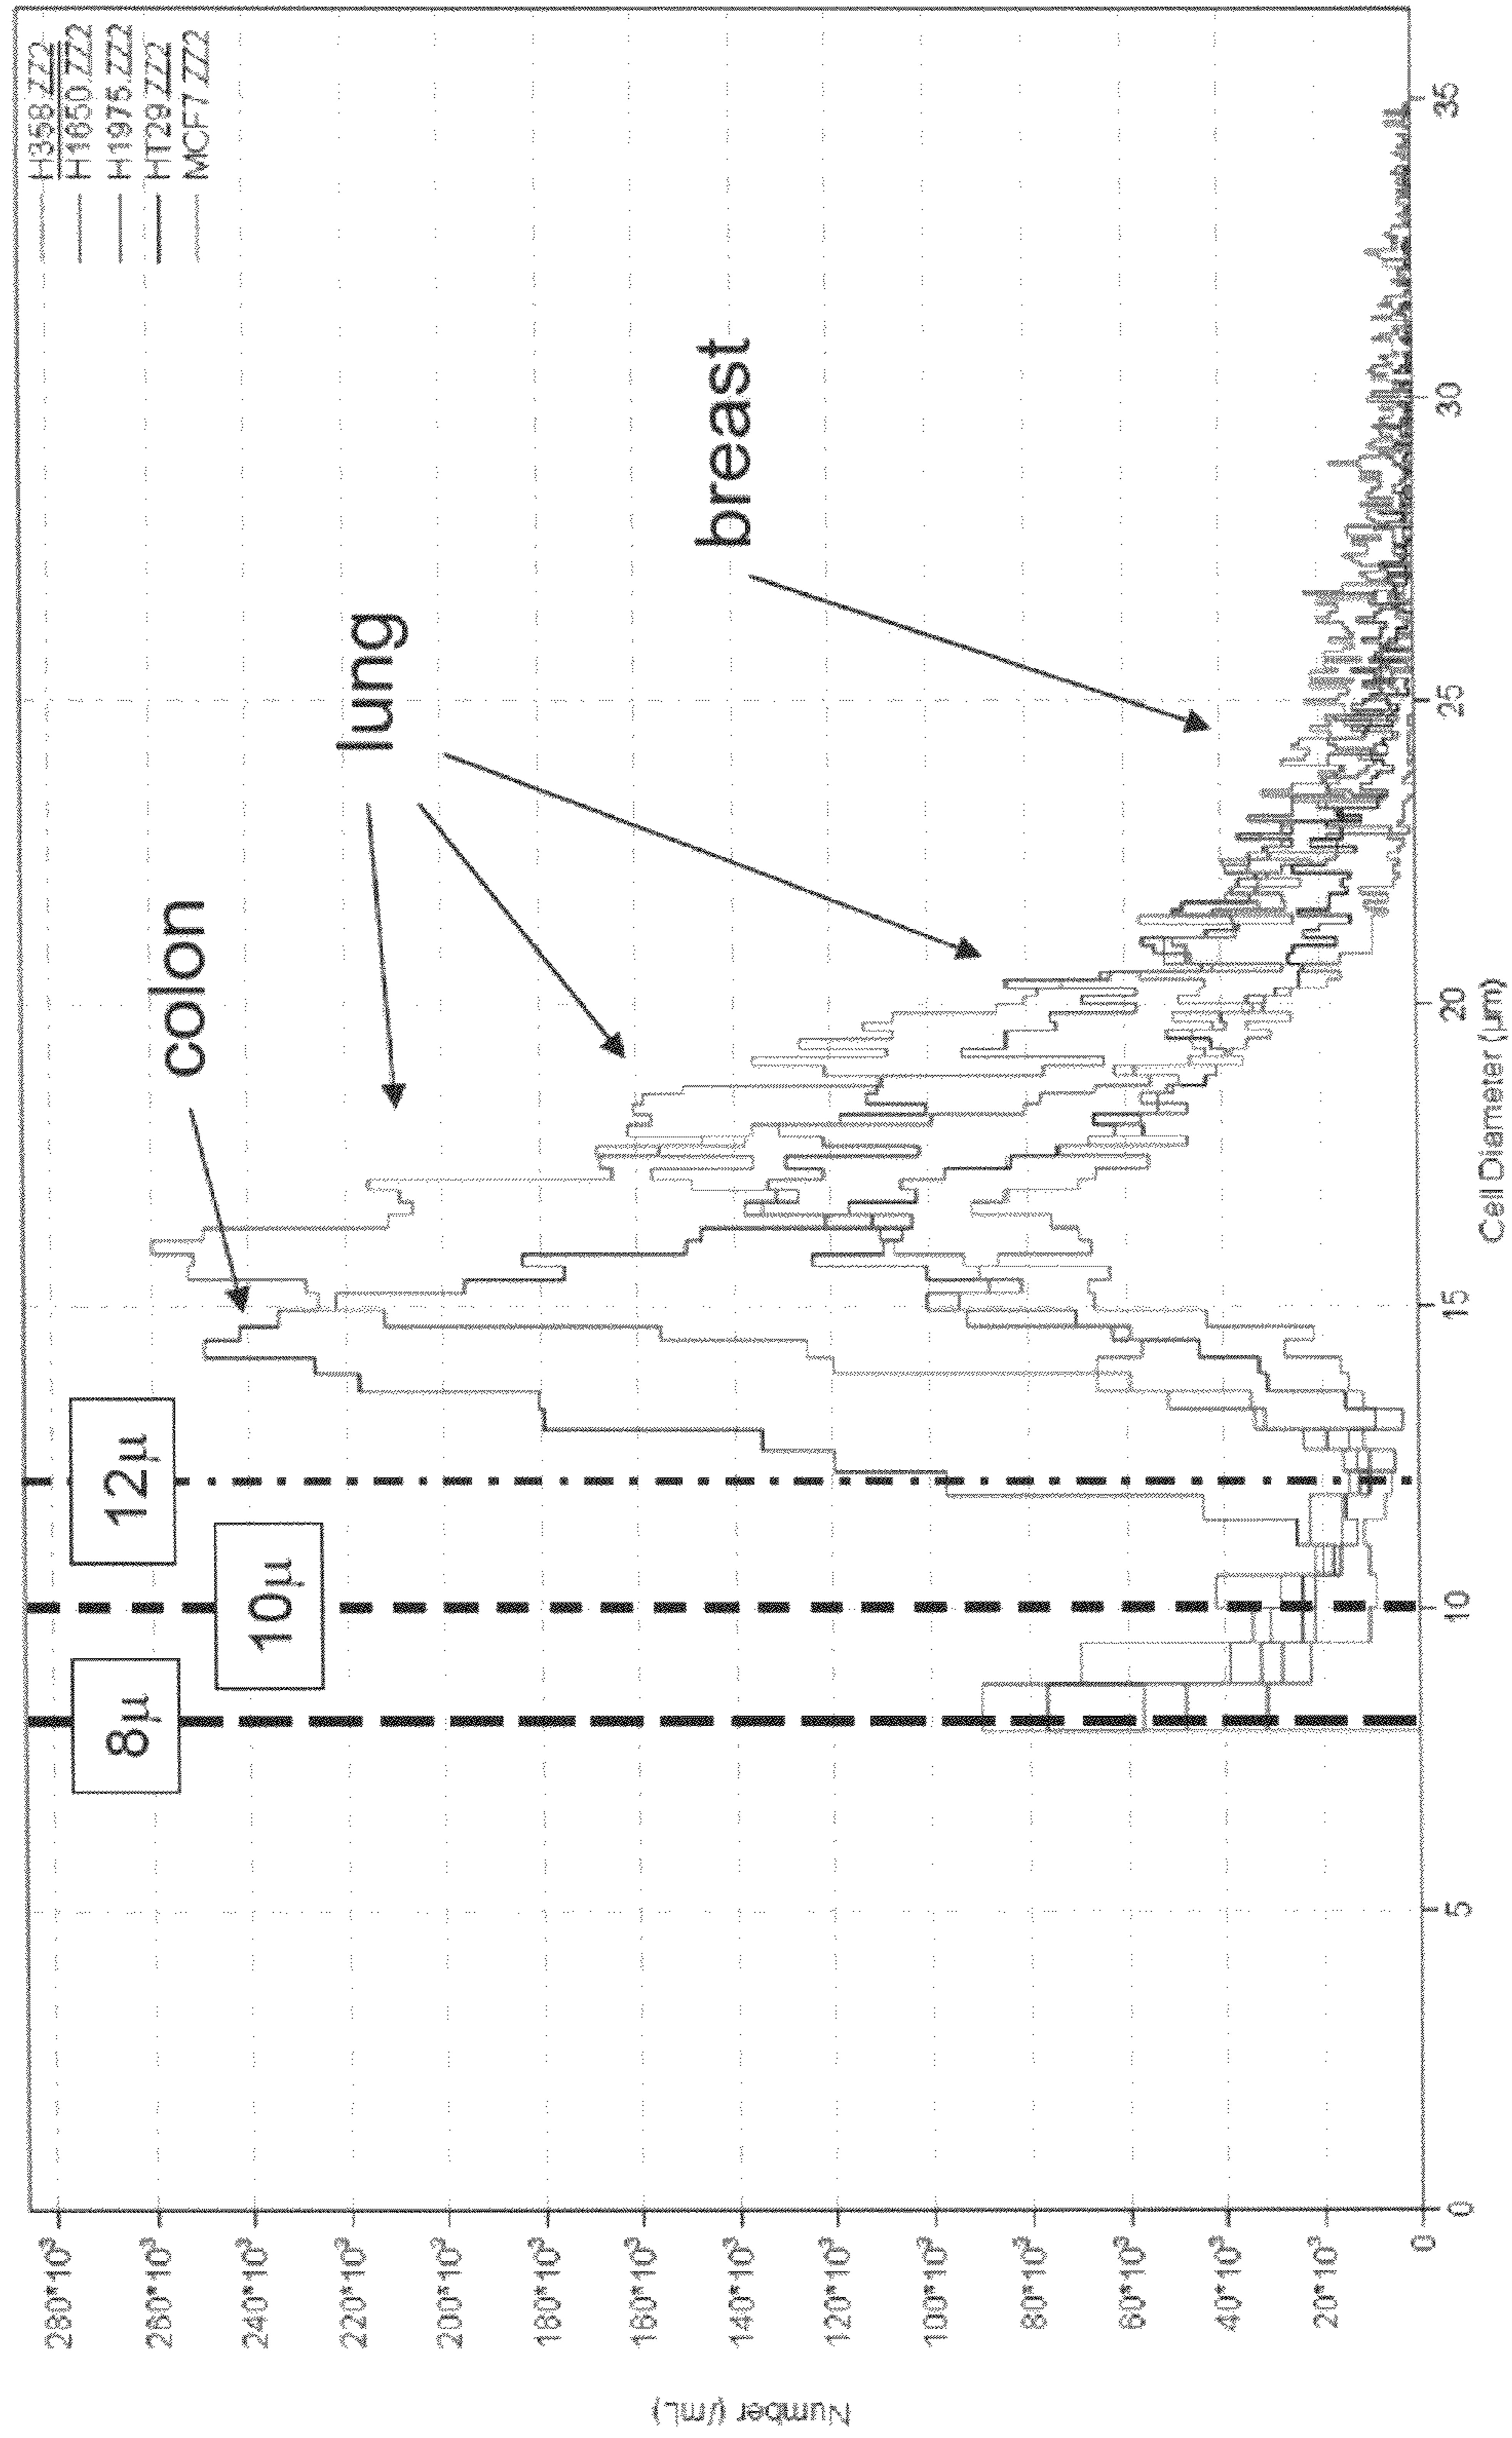 H358.ZZ2
H1650.ZZ2
H1975.ZZ2
HT29.ZZ2
MCF7.ZZ2
8µ
10µ
12µ
colon
lung
breast
Number (/mL)
280*10³
260*10³
240*10³
220*10³
200*10³
180*10³
160*10³
140*10³
120*10³
100*10³
80*10³
60*10³
40*10³
20*10³
0
0
5
10
15
20
25
30
35
Cell Diameter (µm)